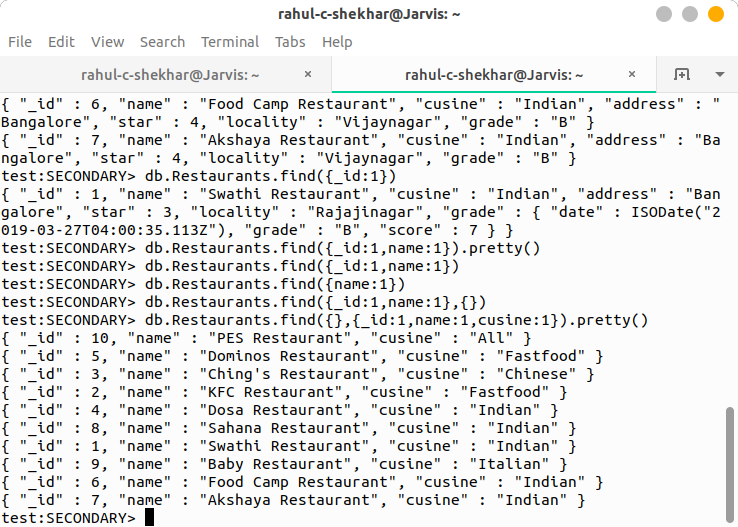 rahul-c-shekhar@Jarvis: ~
File Edit View Search Terminal Tabs Help
rahul-c-shekhar@Jarvis: ~ × rahul-c-shekhar@Jarvis: ~ ×
{ "_id" : 6, "name" : "Food Camp Restaurant", "cusine" : "Indian", "address" : "
Bangalore", "star" : 4, "locality" : "Vijaynagar", "grade" : "B" }
{ "_id" : 7, "name" : "Akshaya Restaurant", "cusine" : "Indian", "address" : "Ba
ngalore", "star" : 4, "locality" : "Vijaynagar", "grade" : "B" }
test:SECONDARY> db.Restaurants.find({_id:1})
{ "_id" : 1, "name" : "Swathi Restaurant", "cusine" : "Indian", "address" : "Ban
galore", "star" : 3, "locality" : "Rajajinagar", "grade" : { "date" : ISODate("2
019-03-27T04:00:35.113Z"), "grade" : "B", "score" : 7 } }
test:SECONDARY> db.Restaurants.find({_id:1,name:1}).pretty()
test:SECONDARY> db.Restaurants.find({_id:1,name:1})
test:SECONDARY> db.Restaurants.find({name:1})
test:SECONDARY> db.Restaurants.find({_id:1,name:1},{})
test:SECONDARY> db.Restaurants.find({},{_id:1,name:1,cusine:1}).pretty()
{ "_id" : 10, "name" : "PES Restaurant", "cusine" : "All" }
{ "_id" : 5, "name" : "Dominos Restaurant", "cusine" : "Fastfood" }
{ "_id" : 3, "name" : "Ching's Restaurant", "cusine" : "Chinese" }
{ "_id" : 2, "name" : "KFC Restaurant", "cusine" : "Fastfood" }
{ "_id" : 4, "name" : "Dosa Restaurant", "cusine" : "Indian" }
{ "_id" : 8, "name" : "Sahana Restaurant", "cusine" : "Indian" }
{ "_id" : 1, "name" : "Swathi Restaurant", "cusine" : "Indian" }
{ "_id" : 9, "name" : "Baby Restaurant", "cusine" : "Italian" }
{ "_id" : 6, "name" : "Food Camp Restaurant", "cusine" : "Indian" }
{ "_id" : 7, "name" : "Akshaya Restaurant", "cusine" : "Indian" }
test:SECONDARY>